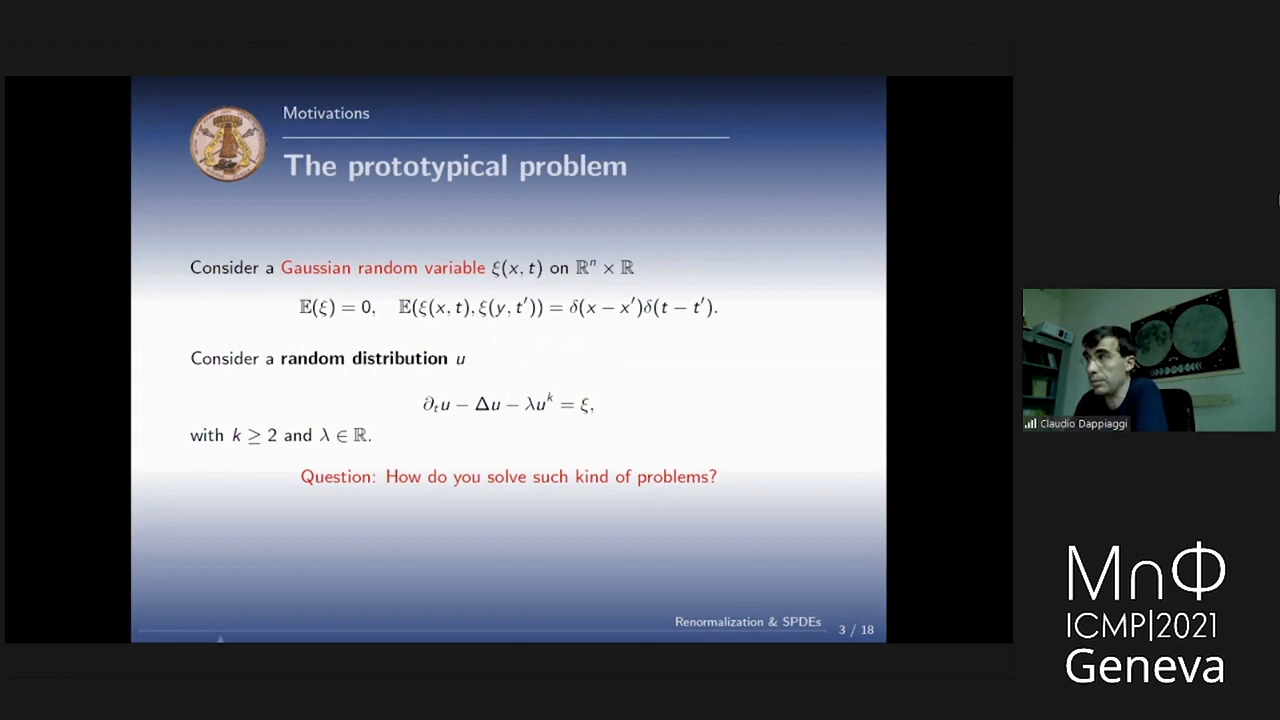 Motivations
The prototypical problem
Consider a Gaussian random variable ξ(x, t) on ℝⁿ × ℝ
𝔼(ξ) = 0, 𝔼(ξ(x, t), ξ(y, t′)) = δ(x − x′)δ(t − t′).
Consider a random distribution u
∂ₜu − Δu − λuᵏ = ξ,
with k ≥ 2 and λ ∈ ℝ.
Question: How do you solve such kind of problems?
Renormalization & SPDEs
3 / 18
Claudio Dappiaggi
M∩Φ
ICMP|2021
Geneva